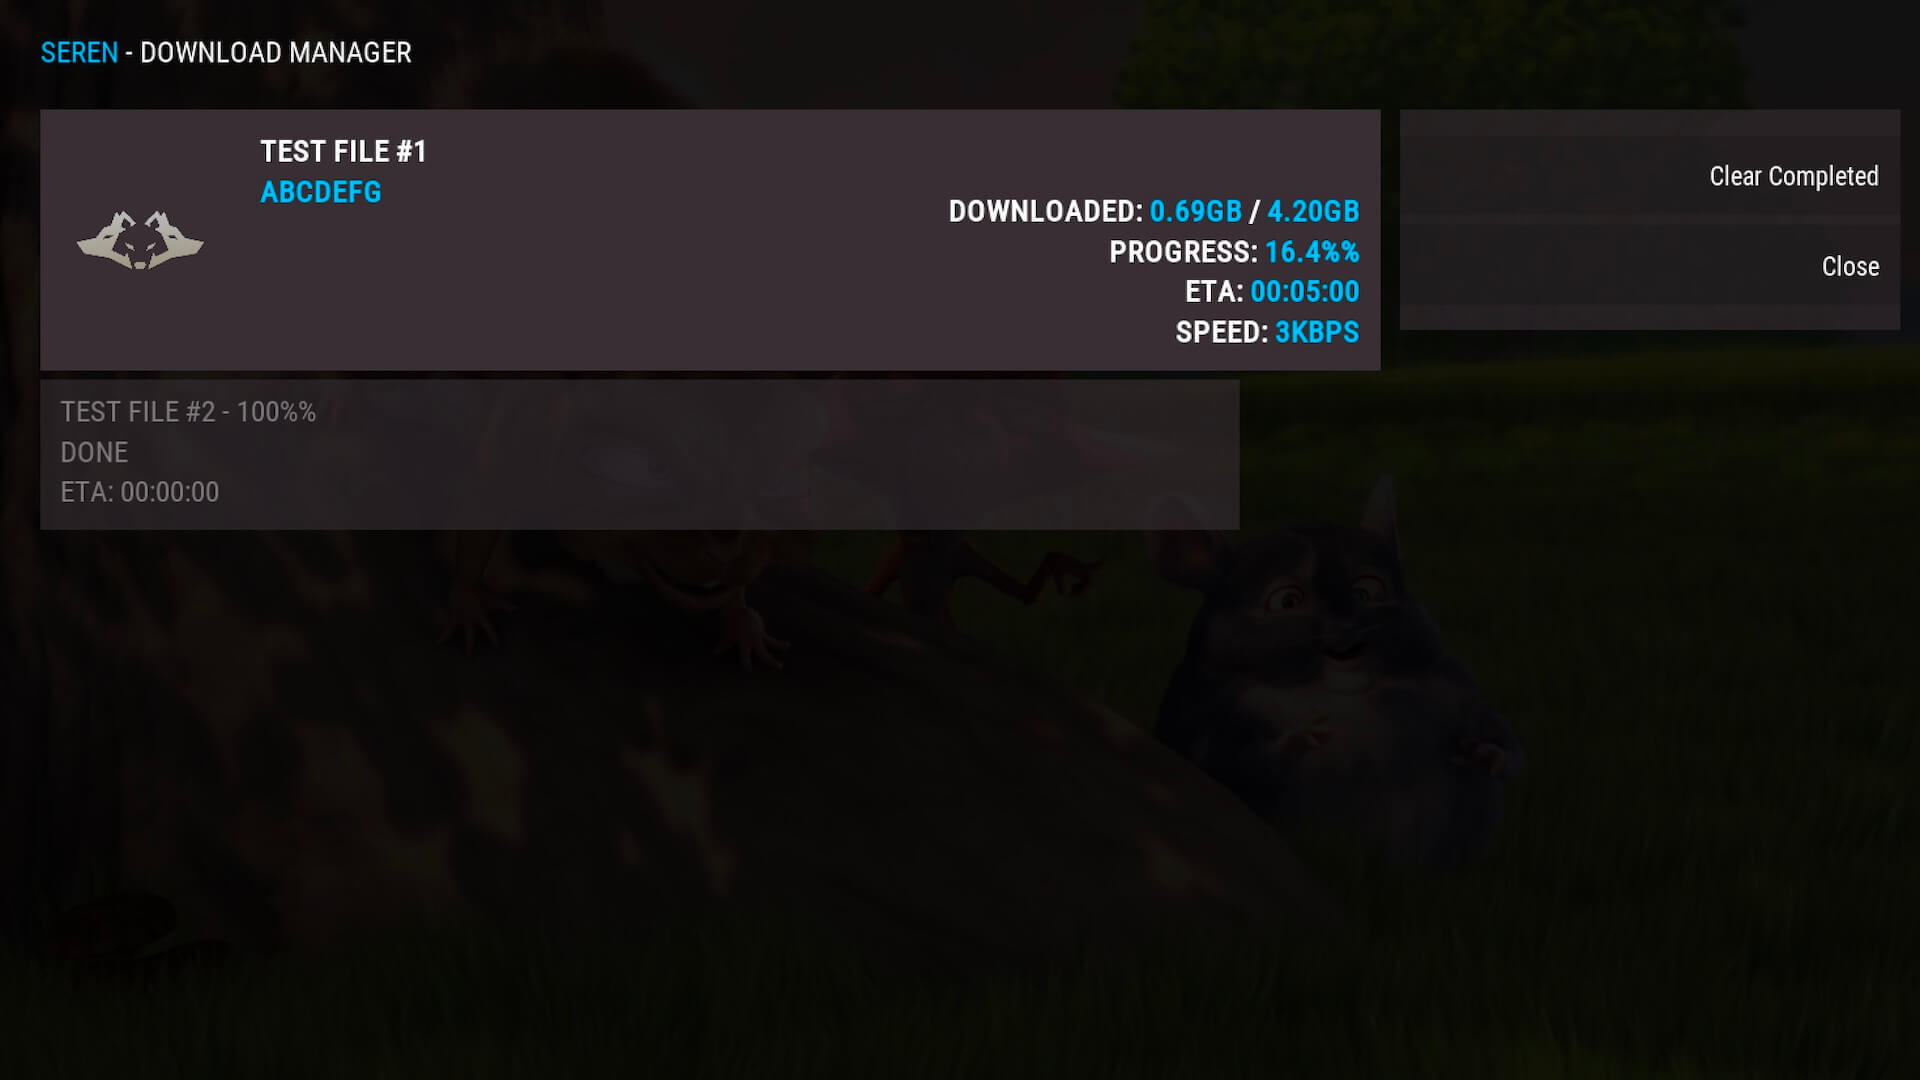 SEREN - DOWNLOAD MANAGER
TEST FILE #1
ABCDEFG
DOWNLOADED: 0.69GB / 4.20GB
PROGRESS: 16.4%%
ETA: 00:05:00
SPEED: 3KBPS
Clear Completed
Close
TEST FILE #2 - 100%%
DONE
ETA: 00:00:00